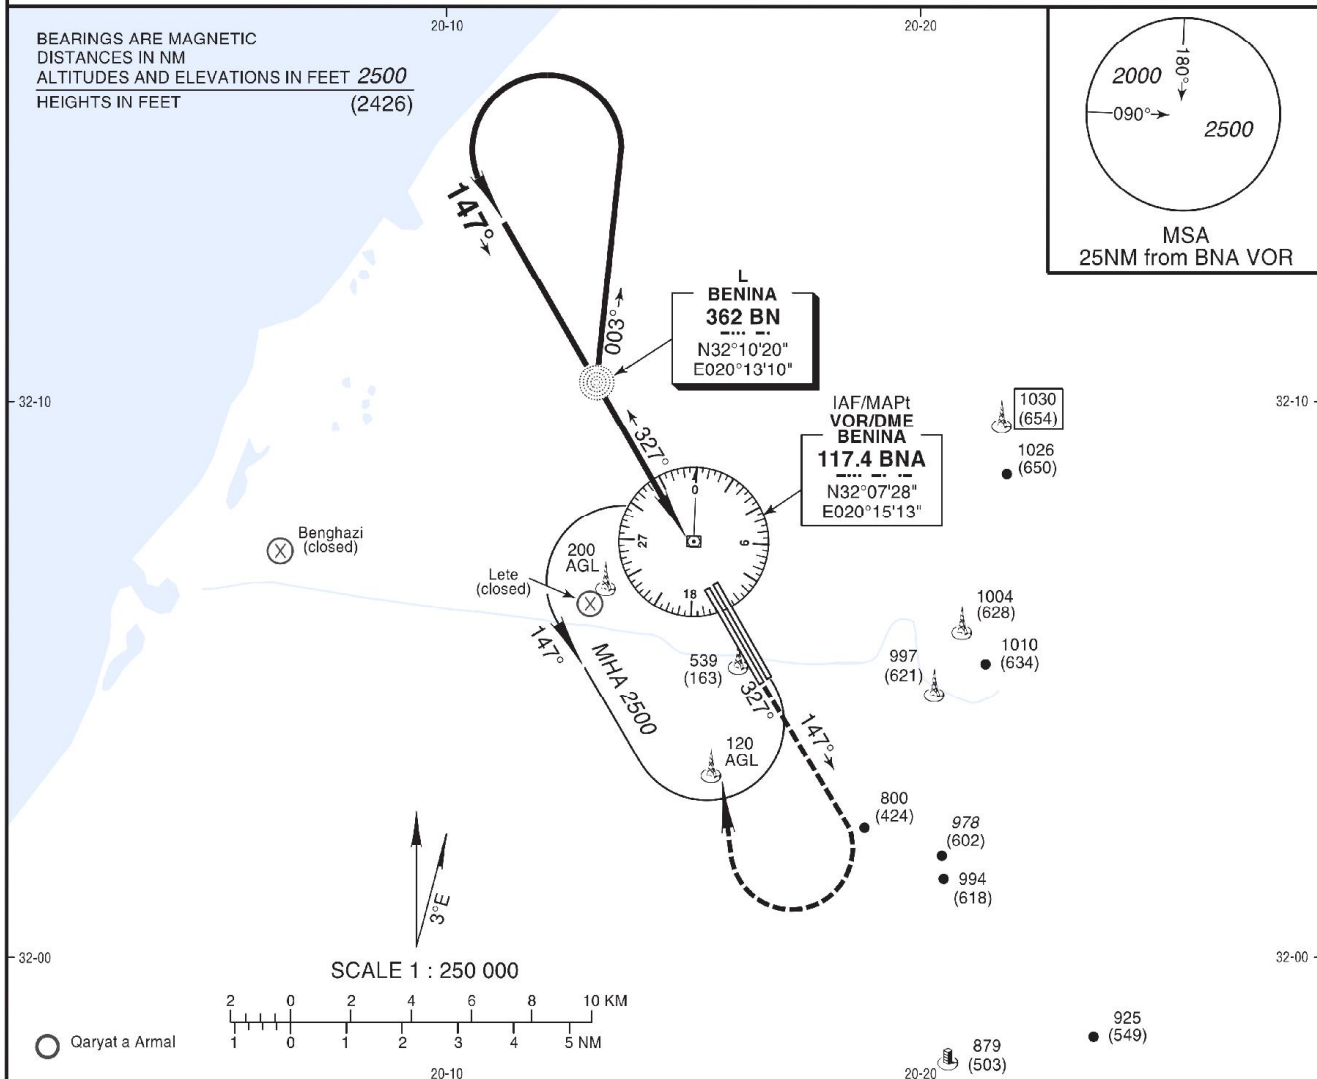 20-10
20-20
BEARINGS ARE MAGNETIC
DISTANCES IN NM
ALTITUDES AND ELEVATIONS IN FEET 2500
HEIGHTS IN FEET (2426)
180°
2000
090°
2500
MSA
25NM from BNA VOR
147°
003°
L
BENINA
362 BN
N32°10'20"
E020°13'10"
32-10
32-10
1030
(654)
1026
(650)
IAF/MAPt
VOR/DME
BENINA
117.4 BNA
N32°07'28"
E020°15'13"
327°
0
9
18
27
Benghazi
(closed)
200
AGL
Lete
(closed)
147°
MHA 2500
539
(163)
327°
147°
1004
(628)
1010
(634)
997
(621)
120
AGL
800
(424)
978
(602)
994
(618)
3°E
32-00
32-00
SCALE 1 : 250 000
2 0 2 4 6 8 10 KM
1 0 1 2 3 4 5 NM
Qaryat a Armal
925
(549)
879
(503)
20-10
20-20